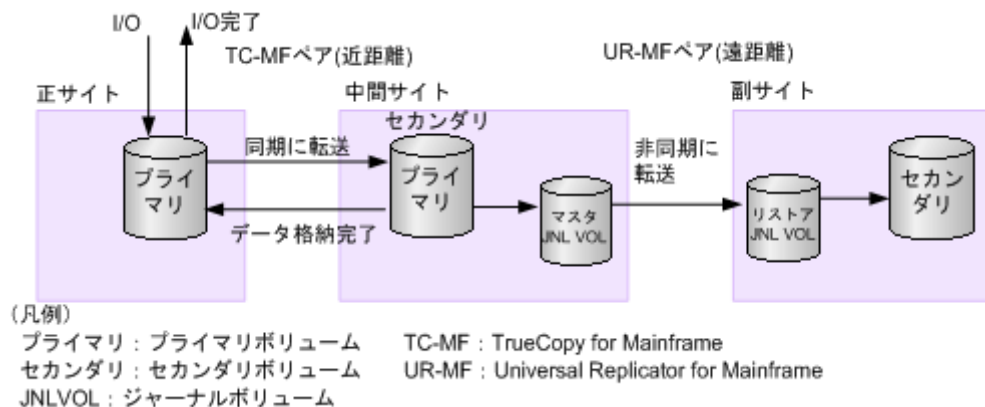 I/O
I/O完了
TC-MFペア(近距離)
UR-MFペア(遠距離)
正サイト
中間サイト
副サイト
セカンダリ
同期に転送
非同期に
転送
プライ
マリ
プライ
マリ
セカン
ダリ
マスタ
JNL VOL
リストア
JNL VOL
データ格納完了
(凡例)
プライマリ：プライマリボリューム
TC-MF：TrueCopy for Mainframe
セカンダリ：セカンダリボリューム
UR-MF：Universal Replicator for Mainframe
JNLVOL：ジャーナルボリューム